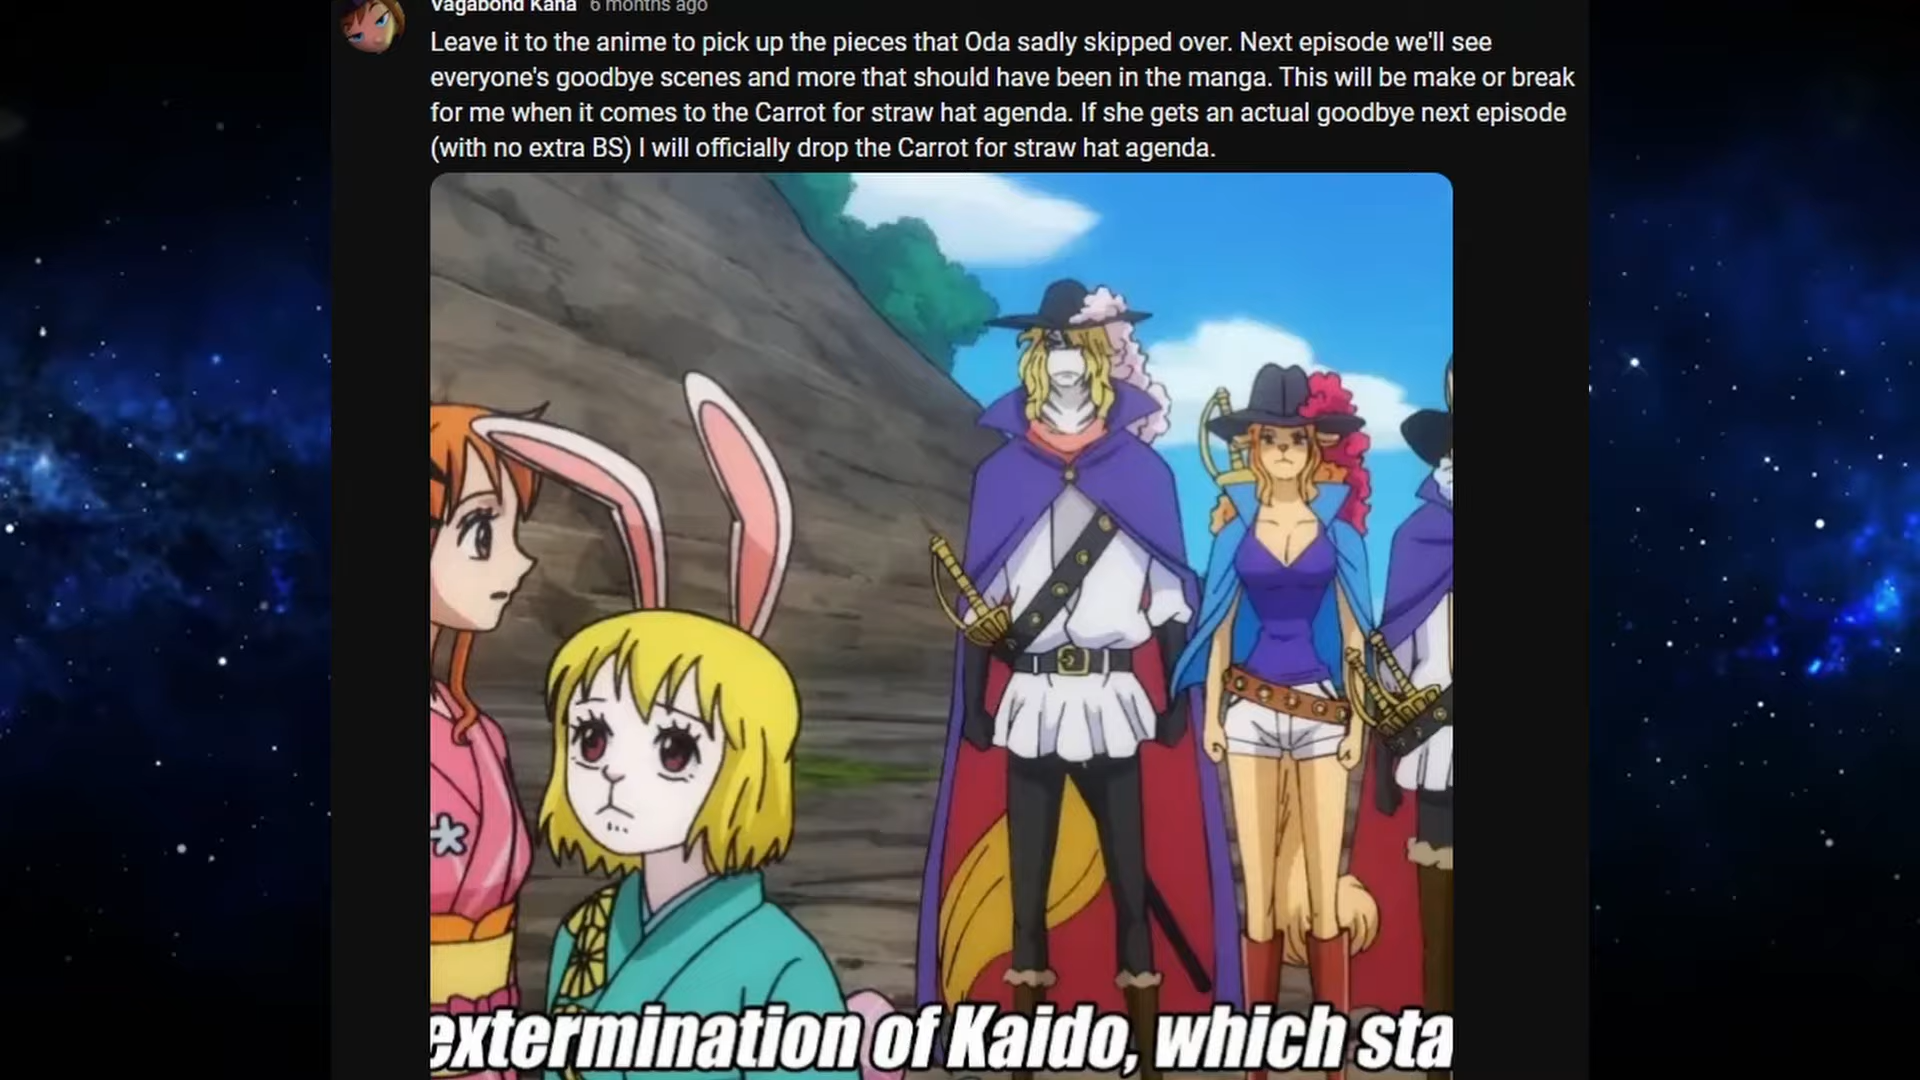 Vagabond Kana 6 months ago
Leave it to the anime to pick up the pieces that Oda sadly skipped over. Next episode we'll see
everyone's goodbye scenes and more that should have been in the manga. This will be make or break
for me when it comes to the Carrot for straw hat agenda. If she gets an actual goodbye next episode
(with no extra BS) I will officially drop the Carrot for straw hat agenda.
extermination of Kaido, which sta